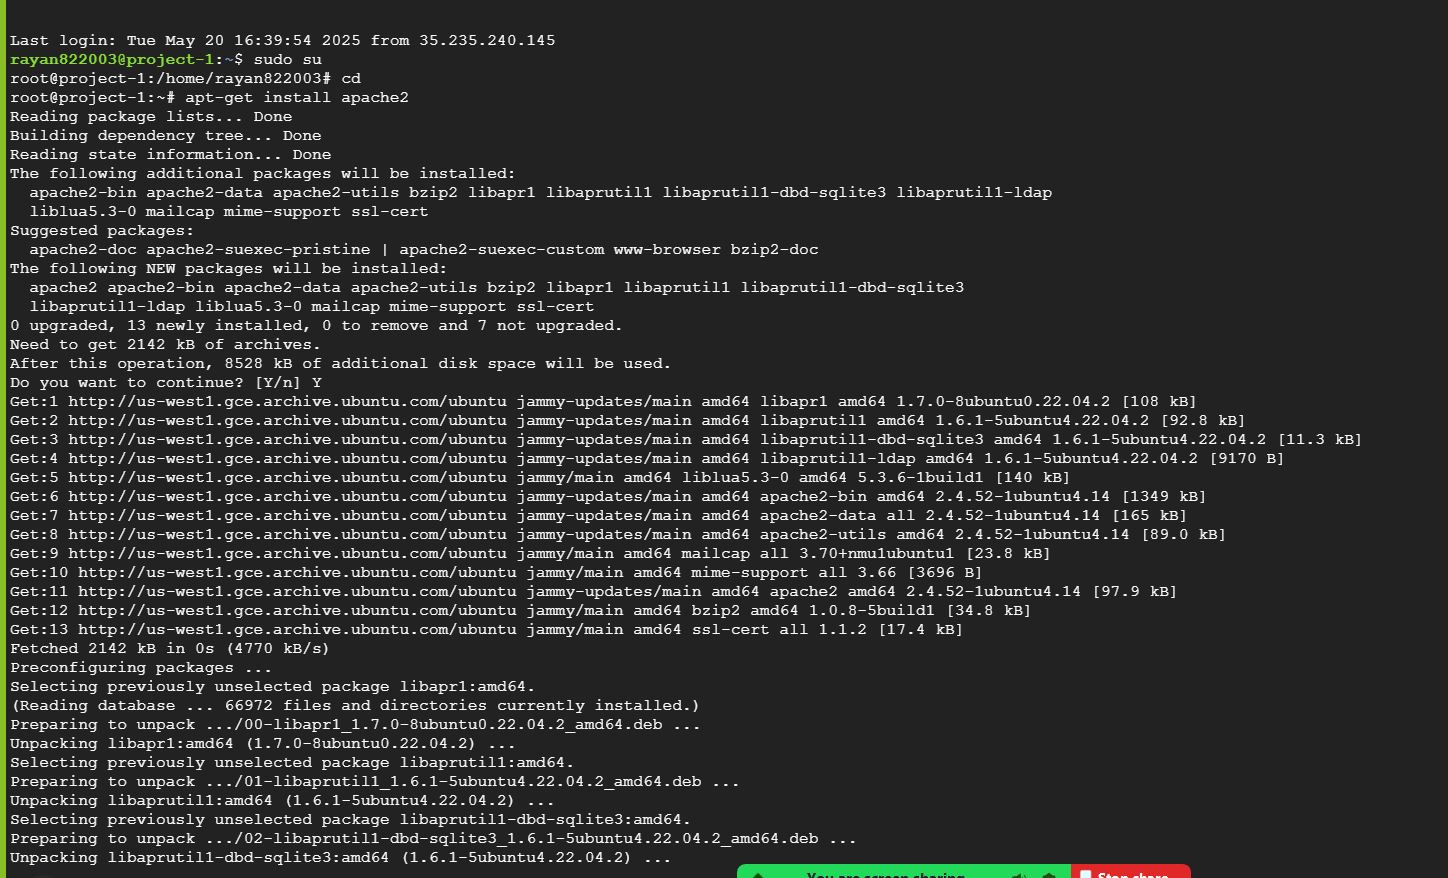 Last login: Tue May 20 16:39:54 2025 from 35.235.240.145
rayan822003@project-1:~$ sudo su
root@project-1:/home/rayan822003# cd
root@project-1:~# apt-get install apache2
Reading package lists... Done
Building dependency tree... Done
Reading state information... Done
The following additional packages will be installed:
  apache2-bin apache2-data apache2-utils bzip2 libapr1 libaprutil1 libaprutil1-dbd-sqlite3 libaprutil1-ldap
  liblua5.3-0 mailcap mime-support ssl-cert
Suggested packages:
  apache2-doc apache2-suexec-pristine | apache2-suexec-custom www-browser bzip2-doc
The following NEW packages will be installed:
  apache2 apache2-bin apache2-data apache2-utils bzip2 libapr1 libaprutil1 libaprutil1-dbd-sqlite3
  libaprutil1-ldap liblua5.3-0 mailcap mime-support ssl-cert
0 upgraded, 13 newly installed, 0 to remove and 7 not upgraded.
Need to get 2142 kB of archives.
After this operation, 8528 kB of additional disk space will be used.
Do you want to continue? [Y/n] Y
Get:1 http://us-west1.gce.archive.ubuntu.com/ubuntu jammy-updates/main amd64 libapr1 amd64 1.7.0-8ubuntu0.22.04.2 [108 kB]
Get:2 http://us-west1.gce.archive.ubuntu.com/ubuntu jammy-updates/main amd64 libaprutil1 amd64 1.6.1-5ubuntu4.22.04.2 [92.8 kB]
Get:3 http://us-west1.gce.archive.ubuntu.com/ubuntu jammy-updates/main amd64 libaprutil1-dbd-sqlite3 amd64 1.6.1-5ubuntu4.22.04.2 [11.3 kB]
Get:4 http://us-west1.gce.archive.ubuntu.com/ubuntu jammy-updates/main amd64 libaprutil1-ldap amd64 1.6.1-5ubuntu4.22.04.2 [9170 B]
Get:5 http://us-west1.gce.archive.ubuntu.com/ubuntu jammy/main amd64 liblua5.3-0 amd64 5.3.6-1build1 [140 kB]
Get:6 http://us-west1.gce.archive.ubuntu.com/ubuntu jammy-updates/main amd64 apache2-bin amd64 2.4.52-1ubuntu4.14 [1349 kB]
Get:7 http://us-west1.gce.archive.ubuntu.com/ubuntu jammy-updates/main amd64 apache2-data all 2.4.52-1ubuntu4.14 [165 kB]
Get:8 http://us-west1.gce.archive.ubuntu.com/ubuntu jammy-updates/main amd64 apache2-utils amd64 2.4.52-1ubuntu4.14 [89.0 kB]
Get:9 http://us-west1.gce.archive.ubuntu.com/ubuntu jammy/main amd64 mailcap all 3.70+nmu1ubuntu1 [23.8 kB]
Get:10 http://us-west1.gce.archive.ubuntu.com/ubuntu jammy/main amd64 mime-support all 3.66 [3696 B]
Get:11 http://us-west1.gce.archive.ubuntu.com/ubuntu jammy-updates/main amd64 apache2 amd64 2.4.52-1ubuntu4.14 [97.9 kB]
Get:12 http://us-west1.gce.archive.ubuntu.com/ubuntu jammy/main amd64 bzip2 amd64 1.0.8-5build1 [34.8 kB]
Get:13 http://us-west1.gce.archive.ubuntu.com/ubuntu jammy/main amd64 ssl-cert all 1.1.2 [17.4 kB]
Fetched 2142 kB in 0s (4770 kB/s)
Preconfiguring packages ...
Selecting previously unselected package libapr1:amd64.
(Reading database ... 66972 files and directories currently installed.)
Preparing to unpack .../00-libapr1_1.7.0-8ubuntu0.22.04.2_amd64.deb ...
Unpacking libapr1:amd64 (1.7.0-8ubuntu0.22.04.2) ...
Selecting previously unselected package libaprutil1:amd64.
Preparing to unpack .../01-libaprutil1_1.6.1-5ubuntu4.22.04.2_amd64.deb ...
Unpacking libaprutil1:amd64 (1.6.1-5ubuntu4.22.04.2) ...
Selecting previously unselected package libaprutil1-dbd-sqlite3:amd64.
Preparing to unpack .../02-libaprutil1-dbd-sqlite3_1.6.1-5ubuntu4.22.04.2_amd64.deb ...
Unpacking libaprutil1-dbd-sqlite3:amd64 (1.6.1-5ubuntu4.22.04.2) ...
You are screen sharing
Stop share